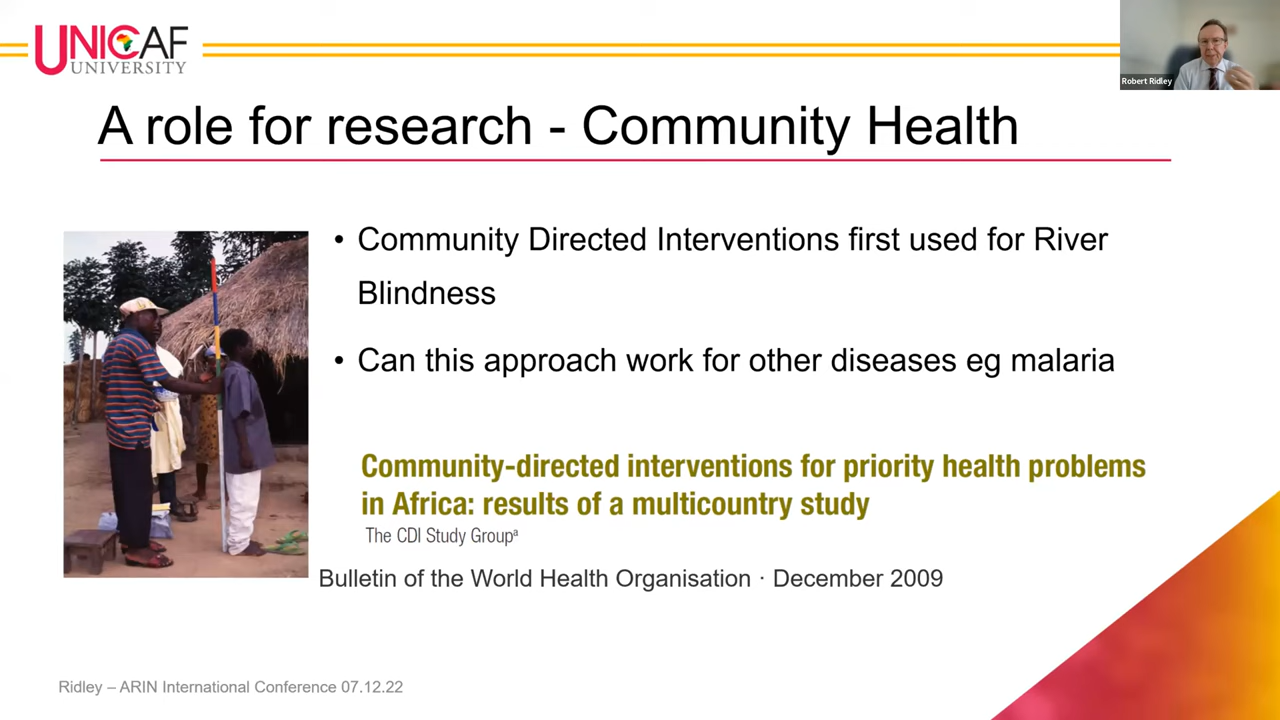 UNICAF
UNIVERSITY
Robert Ridley
A role for research - Community Health
• Community Directed Interventions first used for River
Blindness
• Can this approach work for other diseases eg malaria
Community-directed interventions for priority health problems
in Africa: results of a multicountry study
The CDI Study Groupᵃ
Bulletin of the World Health Organisation · December 2009
Ridley – ARIN International Conference 07.12.22